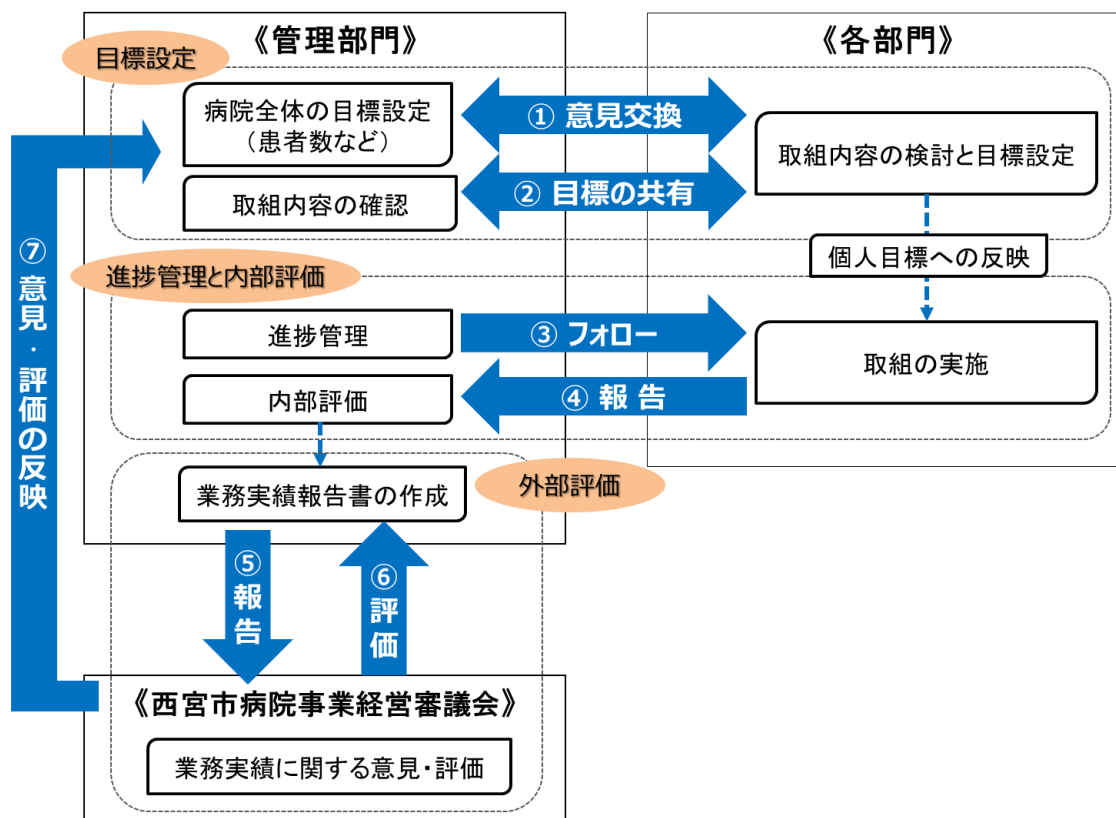 《管理部門》
《各部門》
目標設定
病院全体の目標設定
(患者数など)
① 意見交換
取組内容の検討と目標設定
取組内容の確認
② 目標の共有
個人目標への反映
進捗管理と内部評価
進捗管理
③ フォロー
取組の実施
内部評価
④ 報 告
業務実績報告書の作成
外部評価
⑤報告
⑥評価
⑦意見・評価の反映
《西宮市病院事業経営審議会》
業務実績に関する意見・評価